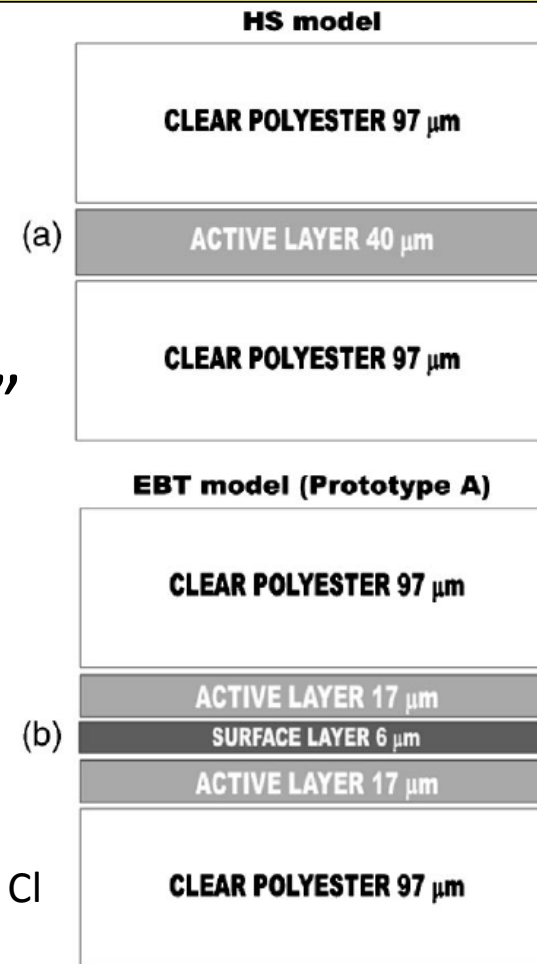 HS model
CLEAR POLYESTER 97 μm
(a)
ACTIVE LAYER 40 μm
CLEAR POLYESTER 97 μm
”
EBT model (Prototype A)
CLEAR POLYESTER 97 μm
ACTIVE LAYER 17 μm
(b)
SURFACE LAYER 6 μm
ACTIVE LAYER 17 μm
Cl
CLEAR POLYESTER 97 μm